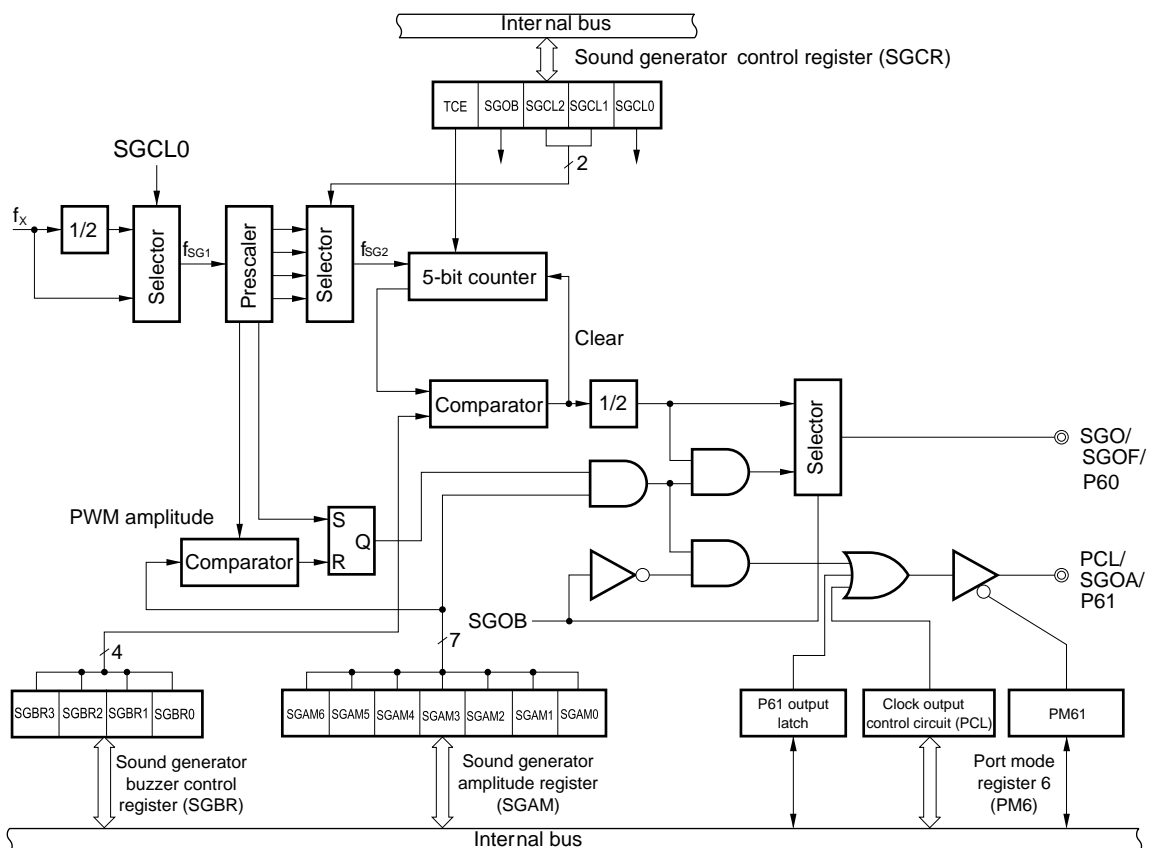 Internal bus
Sound generator control register (SGCR)
TCE SGOB SGCL2 SGCL1 SGCL0
2
SGCL0
fX
1/2
Selector
fSG1
Prescaler
Selector
fSG2
5-bit counter
Clear
Comparator
1/2
Selector
SGO/
SGOF/
P60
PWM amplitude
S
Q
R
Comparator
PCL/
SGOA/
P61
SGOB
4
7
SGBR3 SGBR2 SGBR1 SGBR0
SGAM6 SGAM5 SGAM4 SGAM3 SGAM2 SGAM1 SGAM0
P61 output
latch
Clock output
control circuit (PCL)
PM61
Sound generator
buzzer control
register (SGBR)
Sound generator
amplitude register
(SGAM)
Port mode
register 6
(PM6)
Internal bus